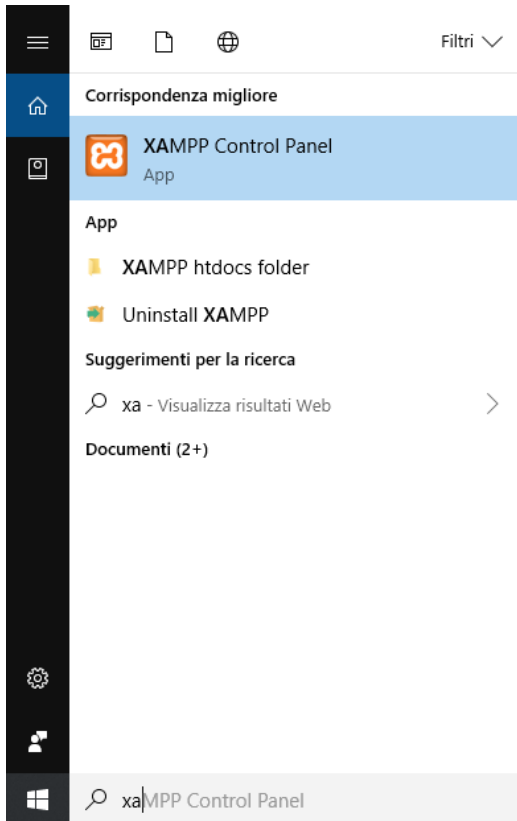 Filtri
Corrispondenza migliore
XAMPP Control Panel
App
App
XAMPP htdocs folder
Uninstall XAMPP
Suggerimenti per la ricerca
xa - Visualizza risultati Web
Documenti (2+)
xaMPP Control Panel